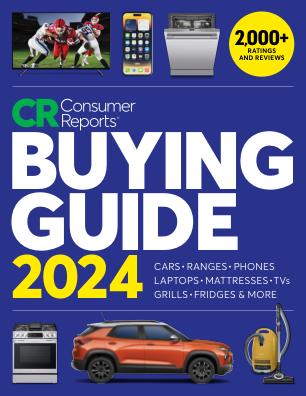 2,000+
RATINGS
AND REVIEWS
CR Consumer
Reports
BUYING
GUIDE
2024
CARS • RANGES • PHONES
LAPTOPS • MATTRESSES • TVs
GRILLS • FRIDGES & MORE